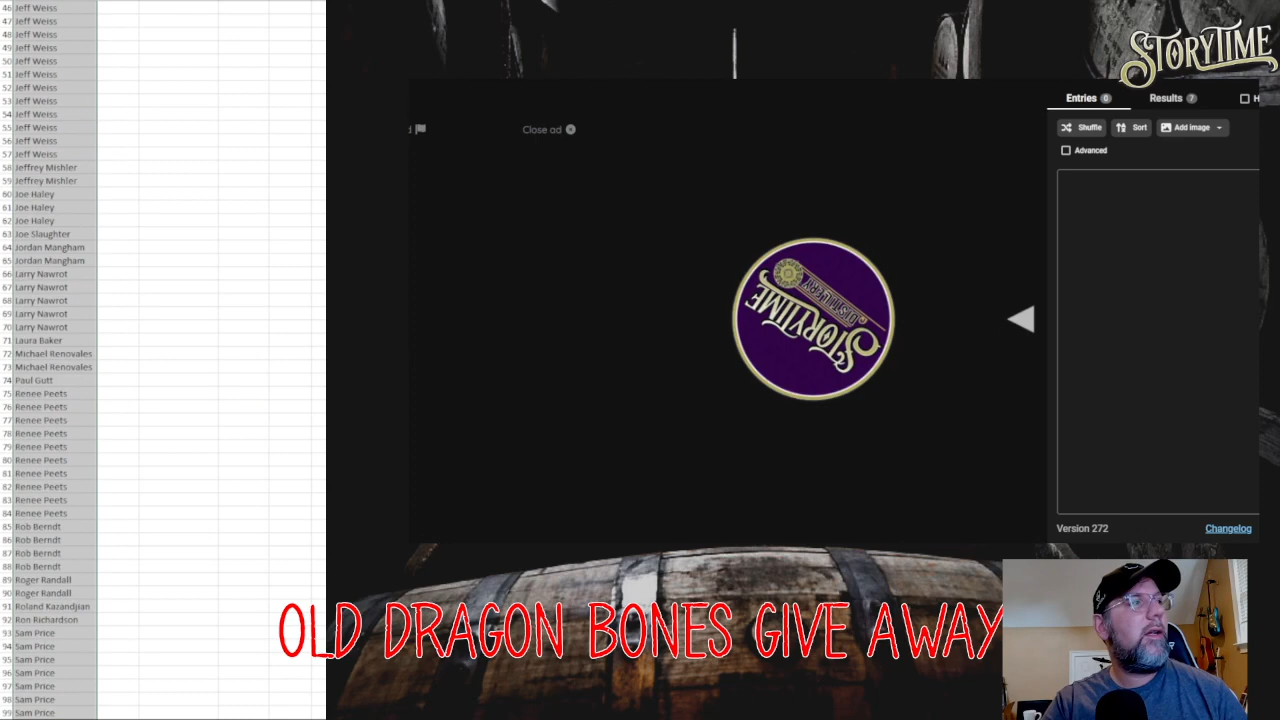 46 Jeff Weiss
47 Jeff Weiss
48 Jeff Weiss
49 Jeff Weiss
50 Jeff Weiss
51 Jeff Weiss
52 Jeff Weiss
53 Jeff Weiss
54 Jeff Weiss
55 Jeff Weiss
56 Jeff Weiss
57 Jeff Weiss
58 Jeffrey Mishler
59 Jeffrey Mishler
60 Joe Haley
61 Joe Haley
62 Joe Haley
63 Joe Slaughter
64 Jordan Mangham
65 Jordan Mangham
66 Larry Nawrot
67 Larry Nawrot
68 Larry Nawrot
69 Larry Nawrot
70 Larry Nawrot
71 Laura Baker
72 Michael Renovales
73 Michael Renovales
74 Paul Gutt
75 Renee Peets
76 Renee Peets
77 Renee Peets
78 Renee Peets
79 Renee Peets
80 Renee Peets
81 Renee Peets
82 Renee Peets
83 Renee Peets
84 Renee Peets
85 Rob Berndt
86 Rob Berndt
87 Rob Berndt
88 Rob Berndt
89 Roger Randall
90 Roger Randall
91 Roland Kazandjian
92 Ron Richardson
93 Sam Price
94 Sam Price
95 Sam Price
96 Sam Price
97 Sam Price
98 Sam Price
99 Sam Price
STORYTIME
Entries 0 Results 7 H
d Close ad
Shuffle Sort Add image
Advanced
STORYTIME
DISTILLERY
Version 272 Changelog
OLD DRAGON BONES GIVE AWAY